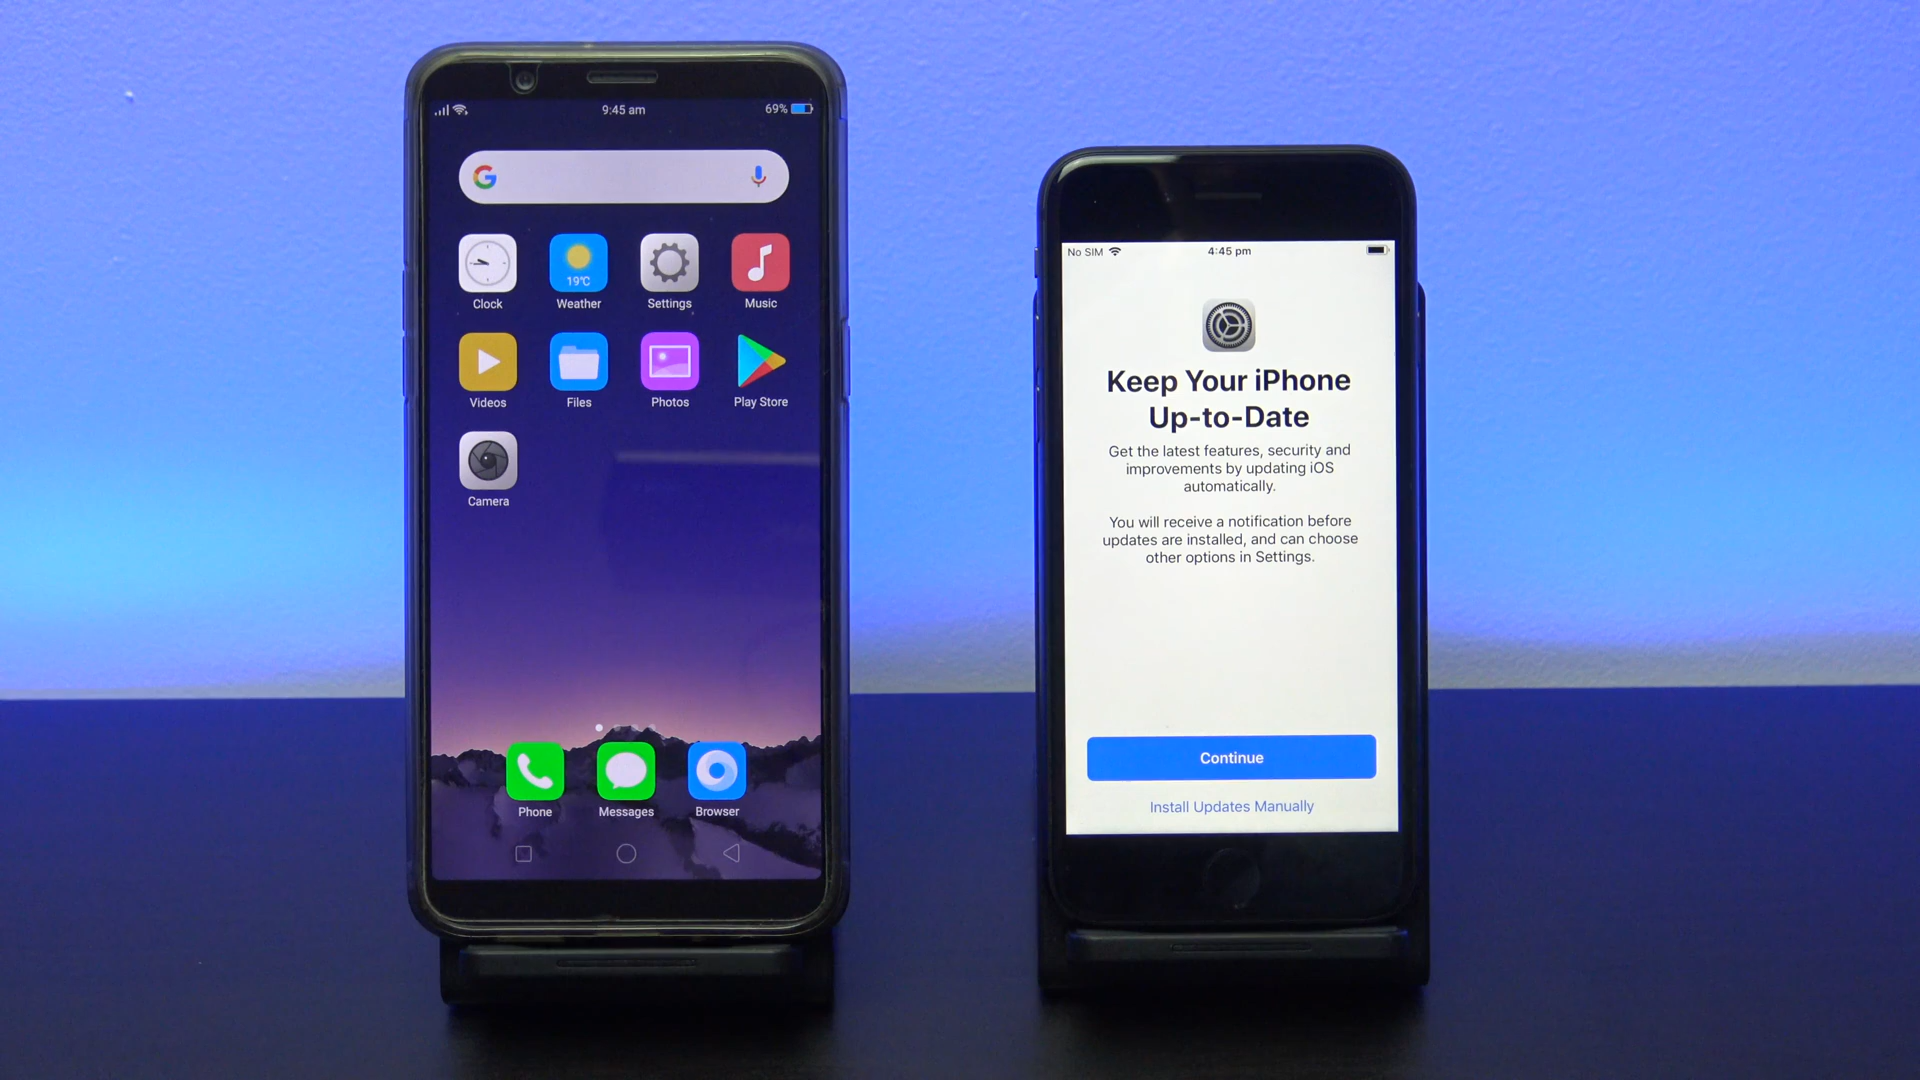 9:45 am
69%
G
19°C
Clock
Weather
Settings
Music
Videos
Files
Photos
Play Store
Camera
Phone
Messages
Browser
No SIM
4:45 pm
Keep Your iPhone
Up-to-Date
Get the latest features, security and
improvements by updating iOS
automatically.
You will receive a notification before
updates are installed, and can choose
other options in Settings.
Continue
Install Updates Manually